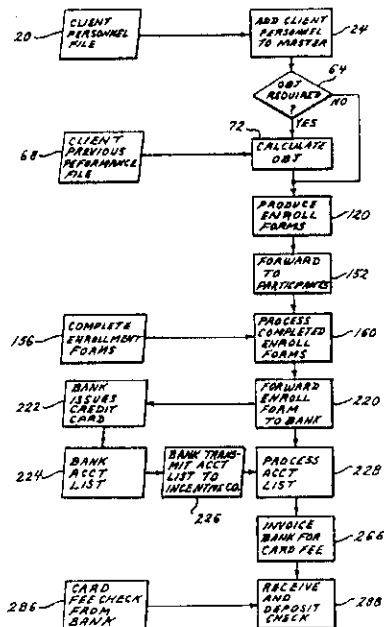 20
CLIENT
PERSONNEL
FILE
ADD CLIENT
PERSONNEL
TO MASTER
24
OBJ
REQUIRED
?
64
NO
YES
68
CLIENT
PREVIOUS
PEFORMANCE
FILE
72
CALCULATE
OBJ
PRODUCE
ENROLL
FORMS
120
FORWARD
TO
PARTICIPANTS
152
156
COMPLETE
ENROLLMENT
FORMS
PROCESS
COMPLETED
ENROLL
FORMS
160
222
BANK
ISSUES
CREDIT
CARD
FORWARD
ENROLL
FORM
TO BANK
220
224
BANK
ACCT
LIST
BANK TRANS-
MIT ACCT
LIST TO
INCENTIVE CO.
226
PROCESS
ACCT
LIST
228
INVOICE
BANK FOR
CARD FEE
266
286
CARD
FEE CHECK
FROM
BANK
RECEIVE
AND
DEPOSIT
CHECK
288